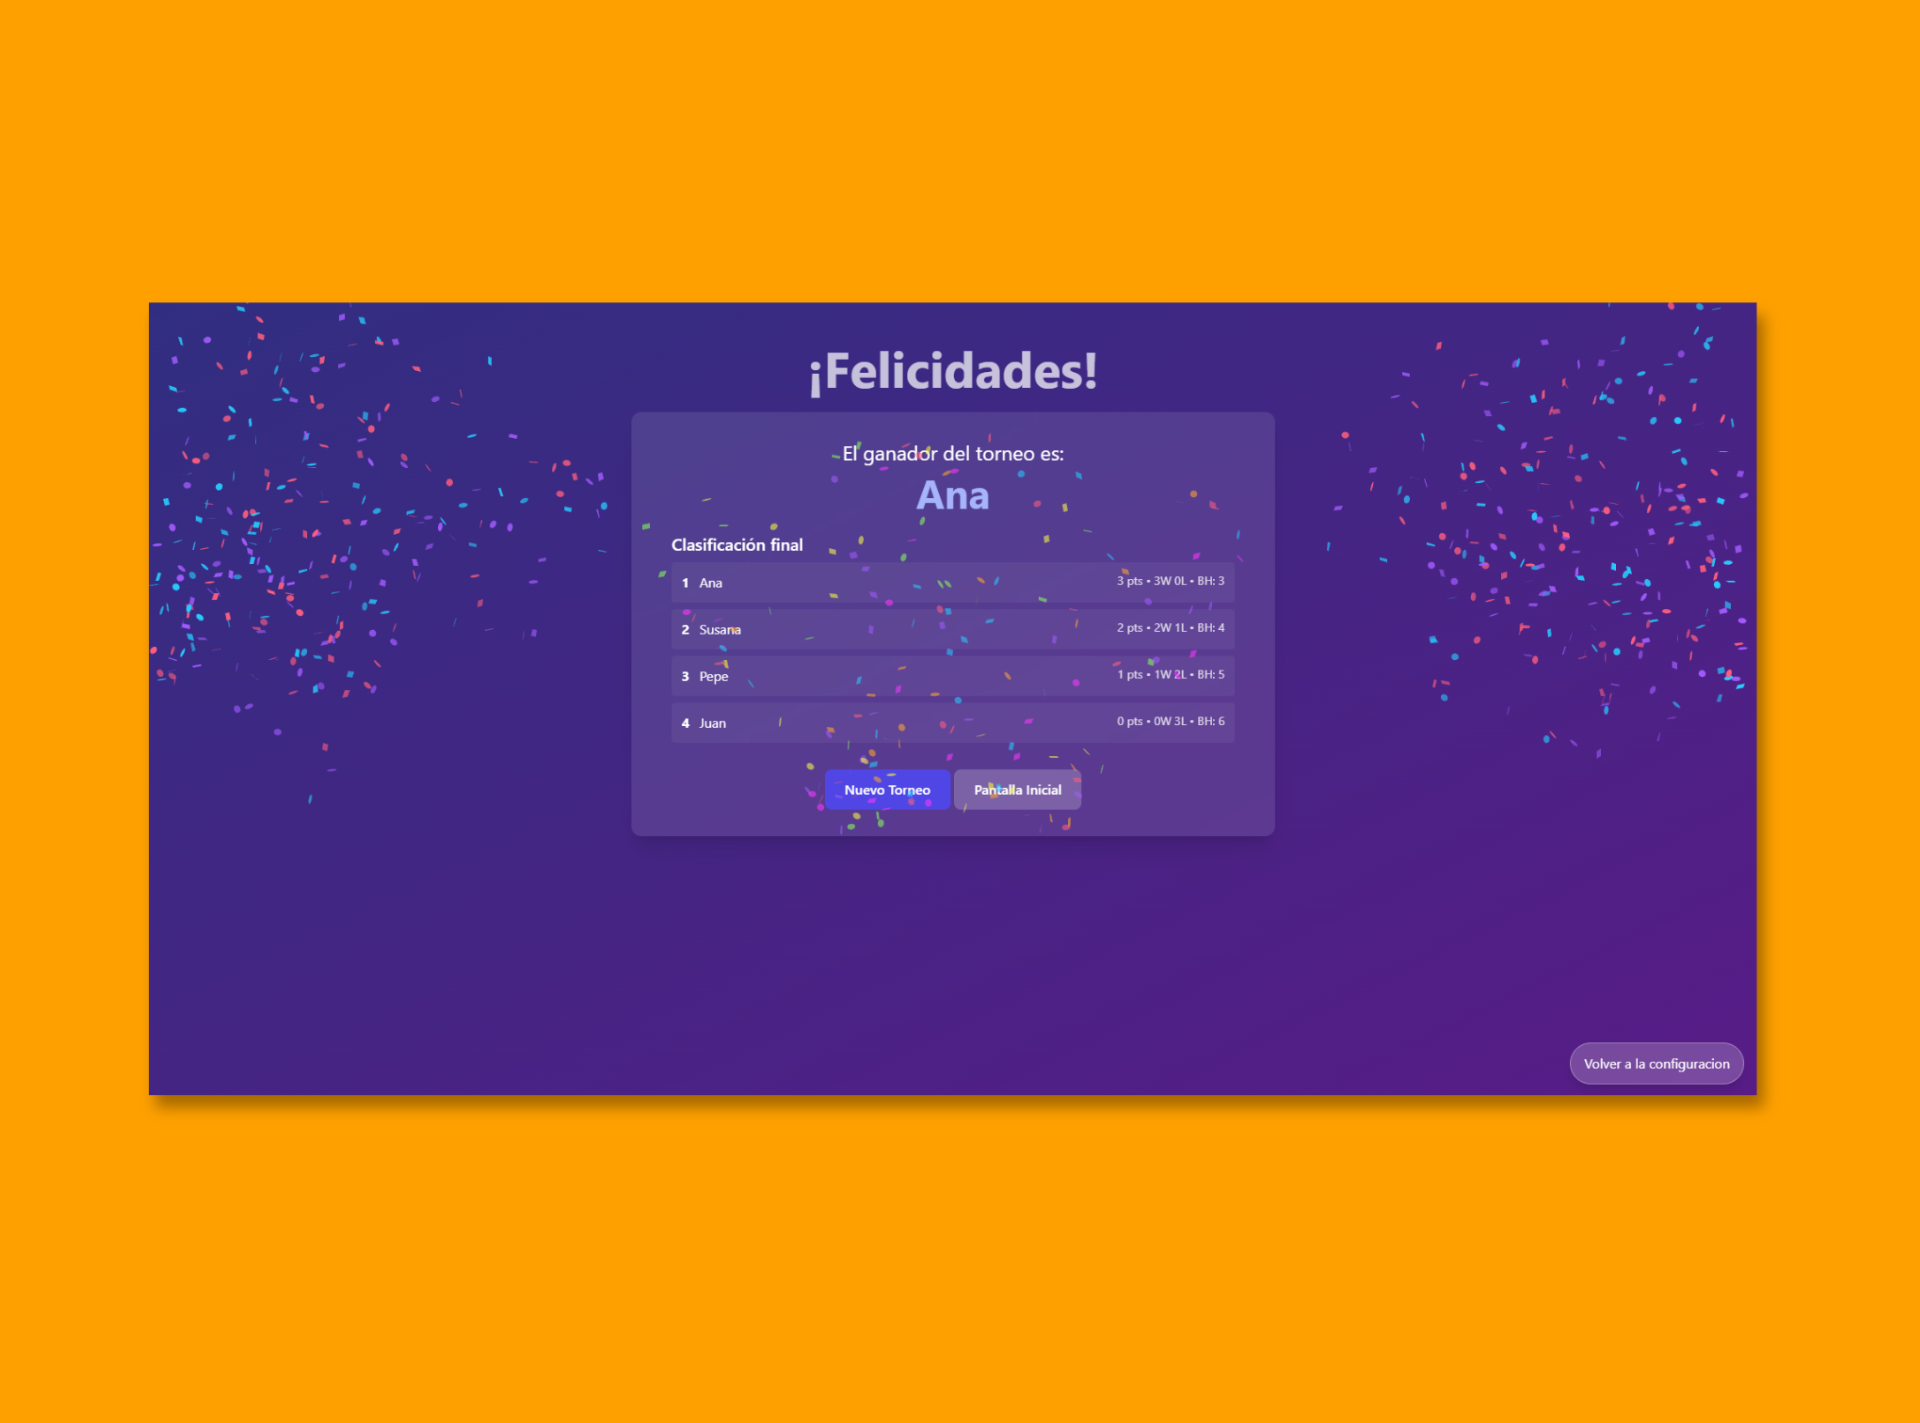 ¡Felicidades!
El ganador del torneo es:
Ana
Clasificación final
1 Ana 3 pts • 3W 0L • BH: 3
2 Susana 2 pts • 2W 1L • BH: 4
3 Pepe 1 pts • 1W 2L • BH: 5
4 Juan 0 pts • 0W 3L • BH: 6
Nuevo Torneo Pantalla Inicial
Volver a la configuracion